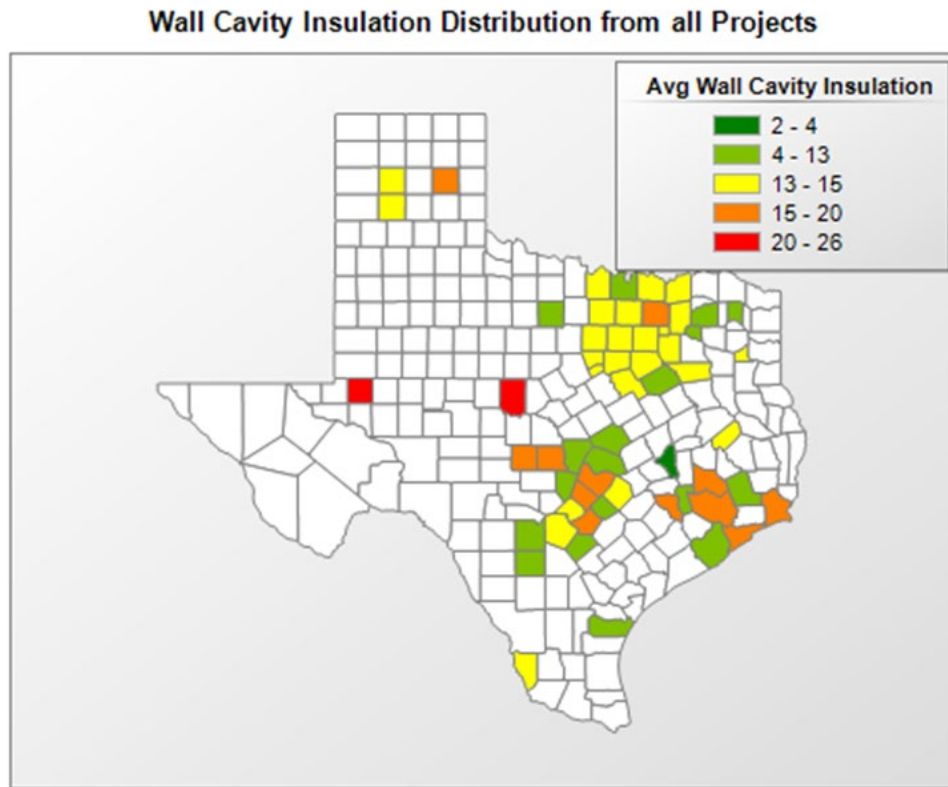 Wall Cavity Insulation Distribution from all Projects
Avg Wall Cavity Insulation
2 - 4
4 - 13
13 - 15
15 - 20
20 - 26